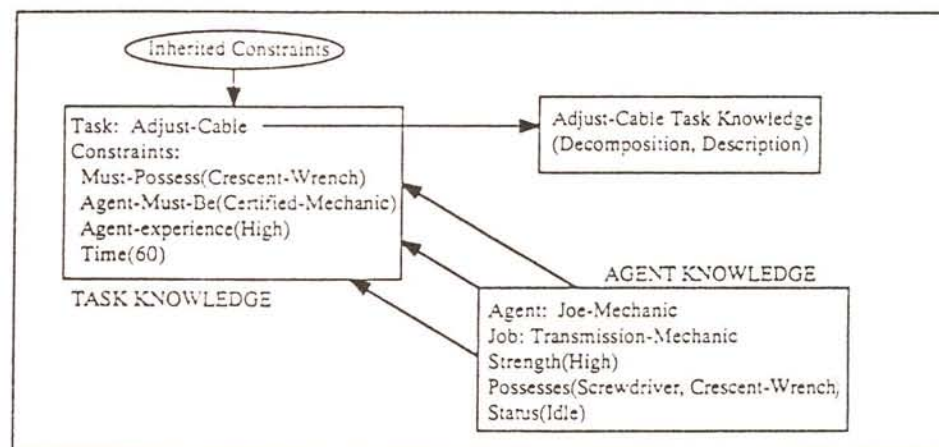 Inherited Constraints
Task: Adjust-Cable
Constraints:
Must-Possess(Crescent-Wrench)
Agent-Must-Be(Certified-Mechanic)
Agent-experience(High)
Time(60)
TASK KNOWLEDGE
Adjust-Cable Task Knowledge
(Decomposition, Description)
AGENT KNOWLEDGE
Agent: Joe-Mechanic
Job: Transmission-Mechanic
Strength(High)
Possesses(Screwdriver, Crescent-Wrench,
Status(Idle)